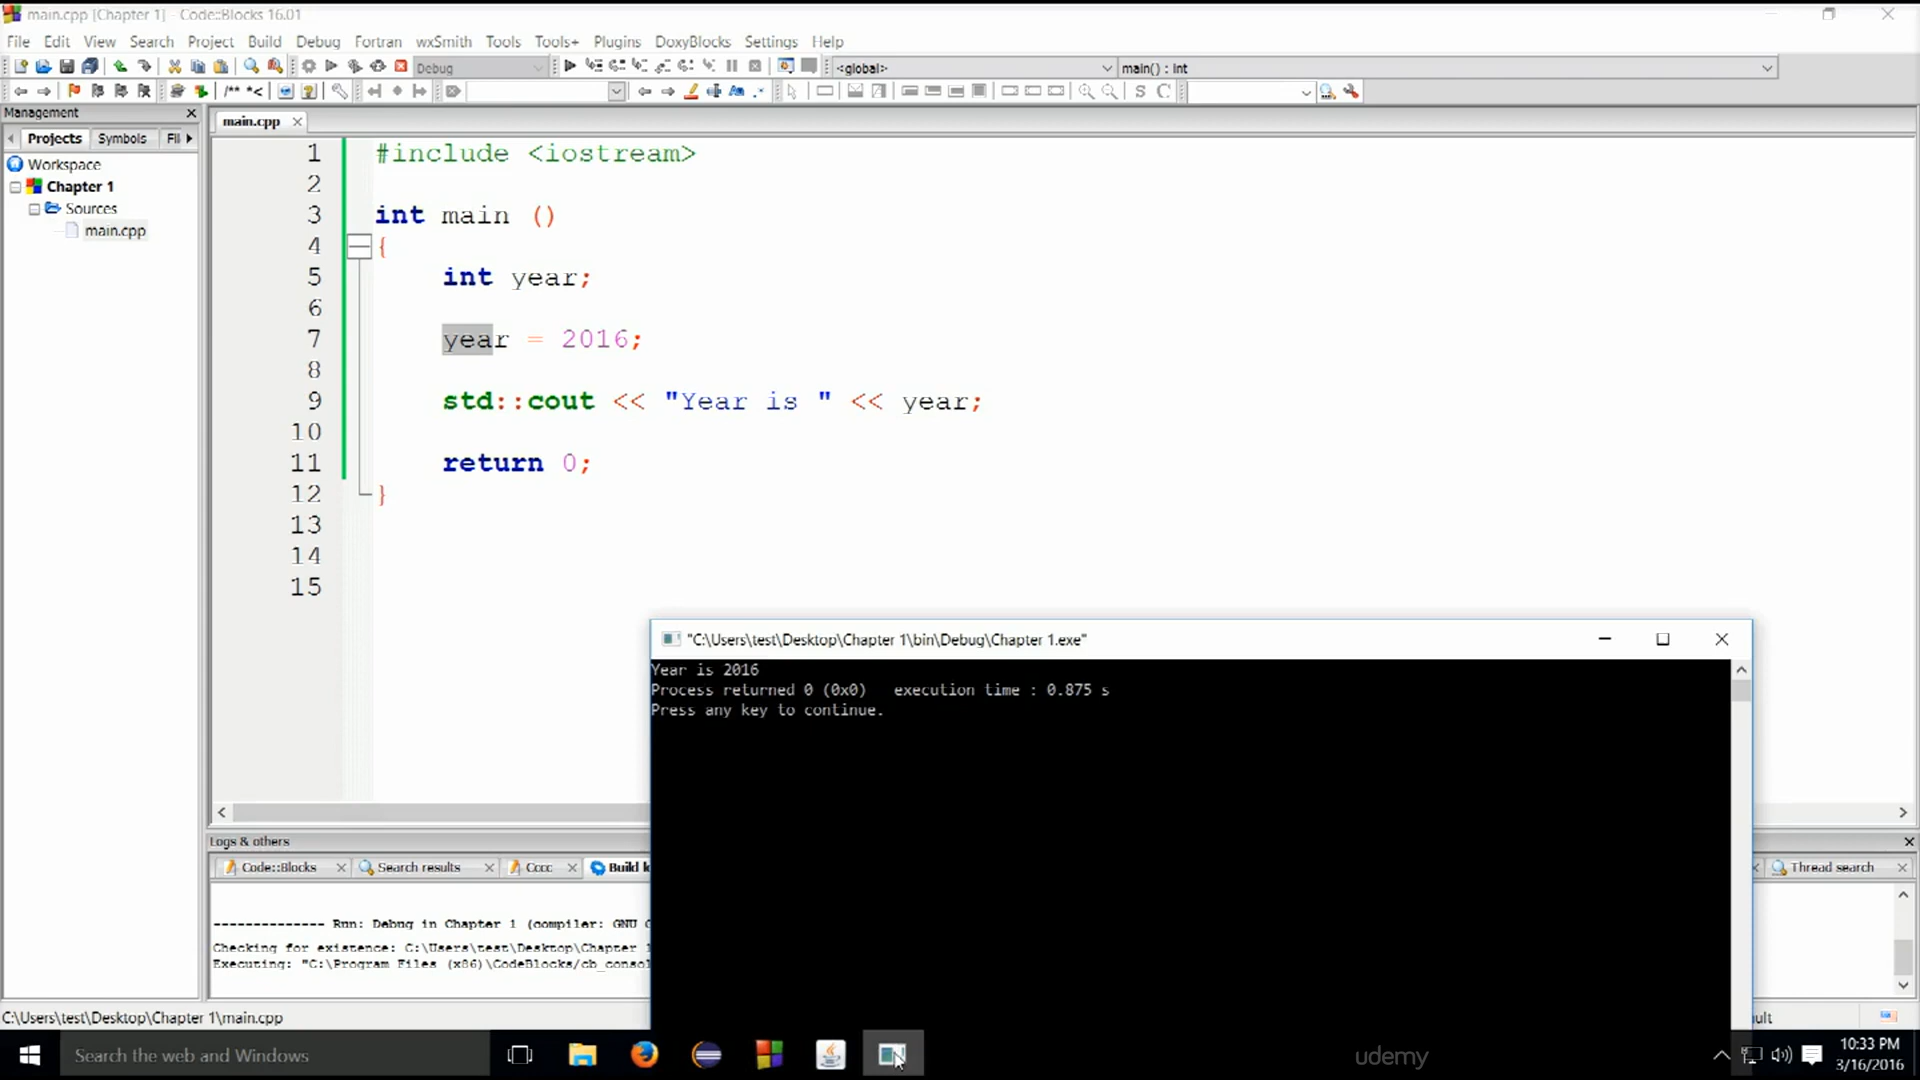 main.cpp [Chapter 1] - Code::Blocks 16.01
File Edit View Search Project Build Debug Fortran wxSmith Tools Tools+ Plugins DoxyBlocks Settings Help
Debug <global> main() : int
/** *< S C
Management
Projects Symbols Fil
main.cpp
Workspace
Chapter 1
Sources
main.cpp
1 #include <iostream>
2
3 int main ()
4 {
5 int year;
6
7 year = 2016;
8
9 std::cout << "Year is " << year;
10
11 return 0;
12 }
13
14
15
"C:\Users\test\Desktop\Chapter 1\bin\Debug\Chapter 1.exe"
Year is 2016
Process returned 0 (0x0) execution time : 0.875 s
Press any key to continue.
Logs & others
Code::Blocks Search results Cccc Build lo Thread search
-------------- Run: Debug in Chapter 1 (compiler: GNU G
Checking for existence: C:\Users\test\Desktop\Chapter 1
Executing: "C:\Program Files (x86)\CodeBlocks/cb_conso
C:\Users\test\Desktop\Chapter 1\main.cpp ult
Search the web and Windows
udemy
10:33 PM
3/16/2016